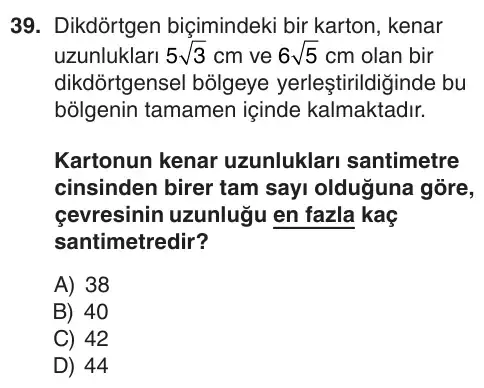 39. Dikdörtgen biçimindeki bir karton, kenar
uzunlukları 5√3 cm ve 6√5 cm olan bir
dikdörtgensel bölgeye yerleştirildiğinde bu
bölgenin tamamen içinde kalmaktadır.
Kartonun kenar uzunlukları santimetre
cinsinden birer tam sayı olduğuna göre,
çevresinin uzunluğu en fazla kaç
santimetredir?
A) 38
B) 40
C) 42
D) 44